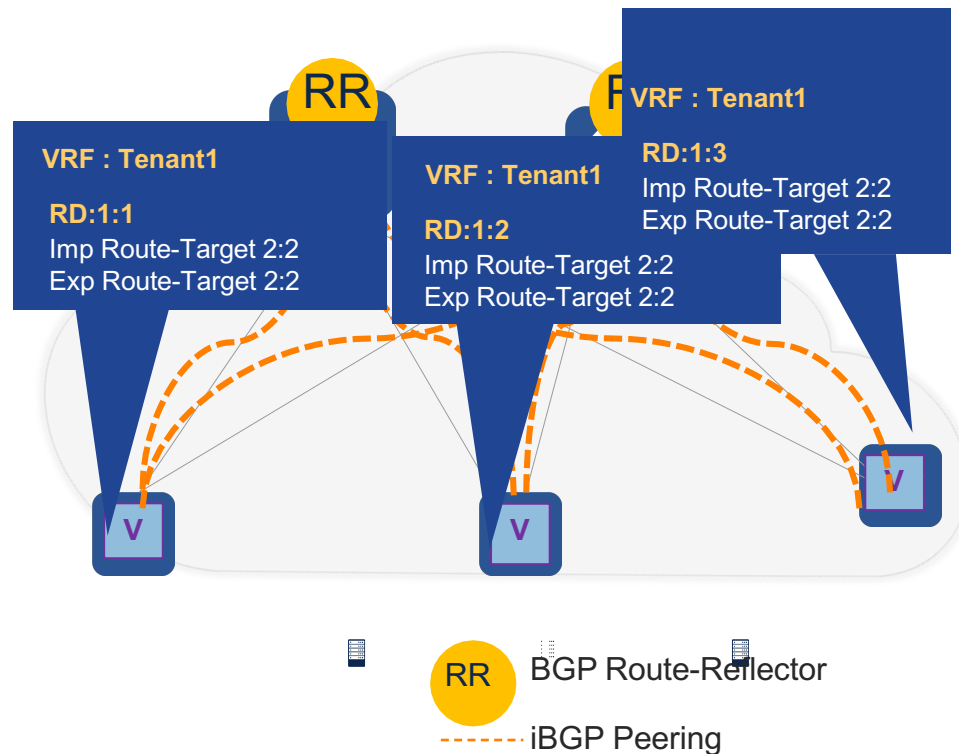 RR
VRF : Tenant1
RD:1:1
Imp Route-Target 2:2
Exp Route-Target 2:2
VRF : Tenant1
RD:1:2
Imp Route-Target 2:2
Exp Route-Target 2:2
VRF : Tenant1
RD:1:3
Imp Route-Target 2:2
Exp Route-Target 2:2
V
V
V
RR BGP Route-Reflector
iBGP Peering